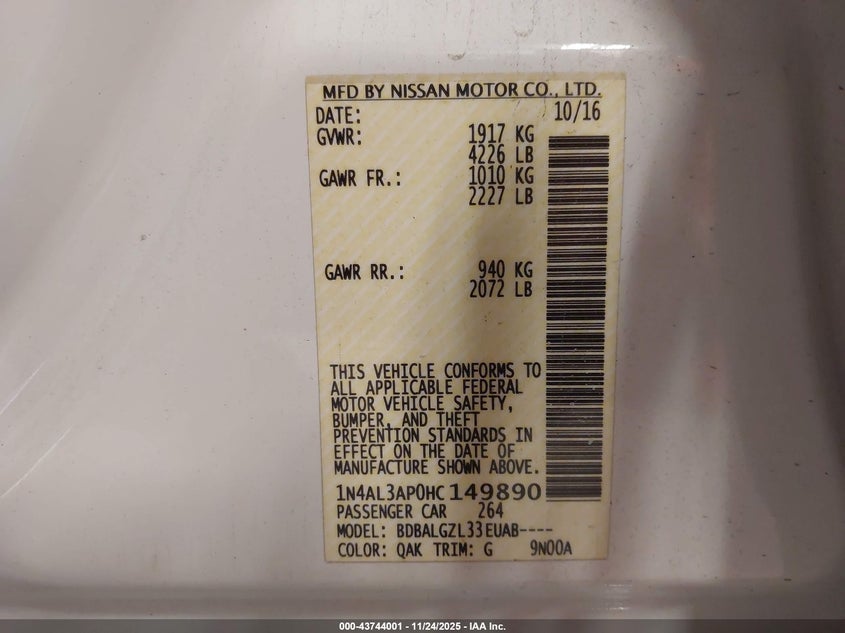 MFD BY NISSAN MOTOR CO., LTD.
DATE: 10/16
GVWR: 1917 KG
4226 LB
GAWR FR.: 1010 KG
2227 LB
GAWR RR.: 940 KG
2072 LB
THIS VEHICLE CONFORMS TO
ALL APPLICABLE FEDERAL
MOTOR VEHICLE SAFETY,
BUMPER, AND THEFT
PREVENTION STANDARDS IN
EFFECT ON THE DATE OF
MANUFACTURE SHOWN ABOVE.
1N4AL3AP0HC149890
PASSENGER CAR 264
MODEL: BDBALGZL33EUAB----
COLOR: QAK TRIM: G 9N00A
000-43744001 - 11/24/2025 - IAA Inc.